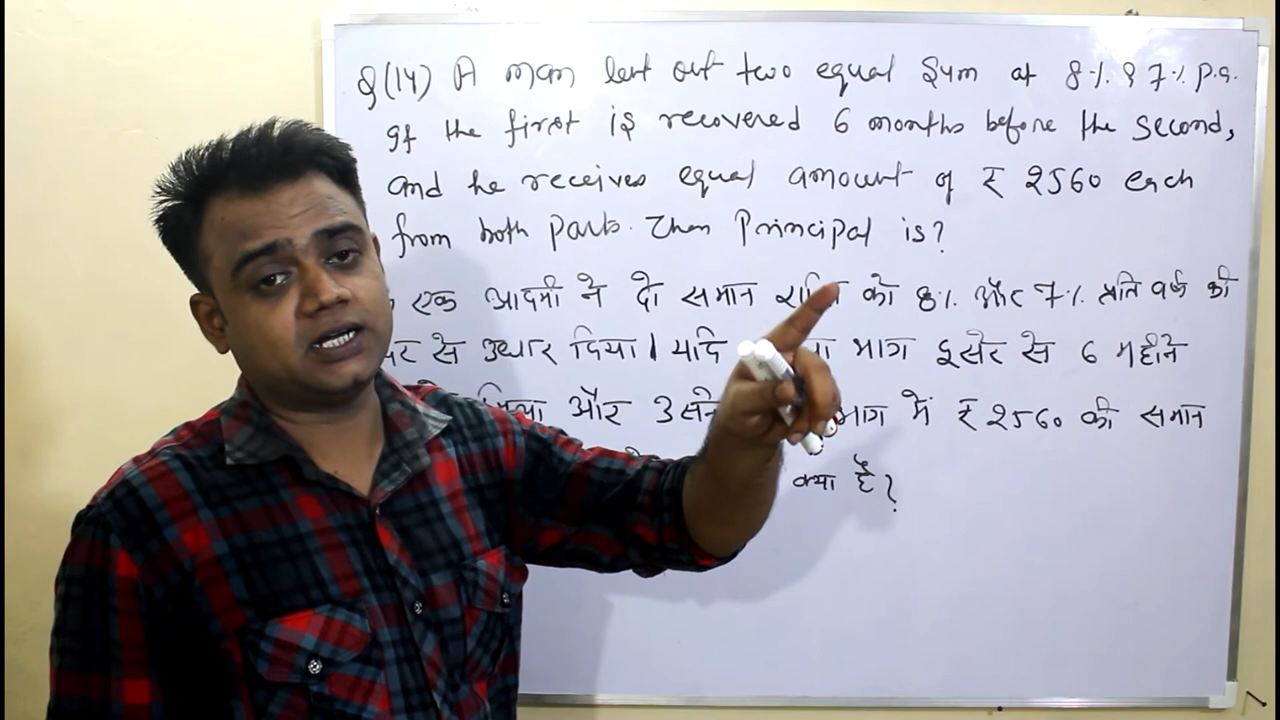 Q(14) A man lent out two equal Sum at 8% & 7% p.a.
If the first is recovered 6 months before the second,
and he receives equal amount of ₹ 2560 each
from both Parts. Then Principal is?
एक आदमी ने दो समान को 8% और 7% प्रति वर्ष की
से उधार दिया। यदि भाग दूसरे से 6 महीने
लिया और उसने भाग में ₹ 2560 की समान
क्या है?